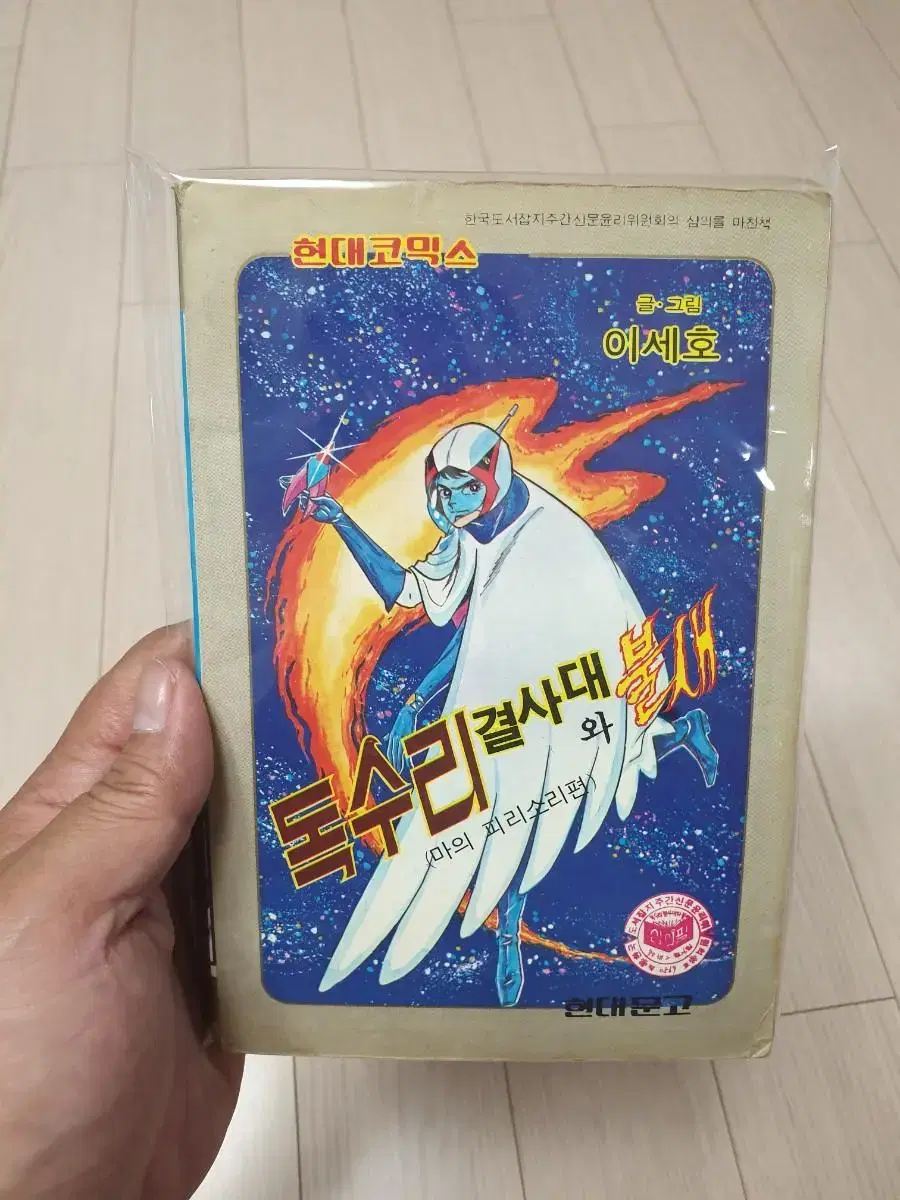 한국도서잡지주간신문윤리위원회의 심의를 마친책
현대코믹스
글·그림
이세호
독수리결사대
와
불새
(마의 피리소리편)
현대문고